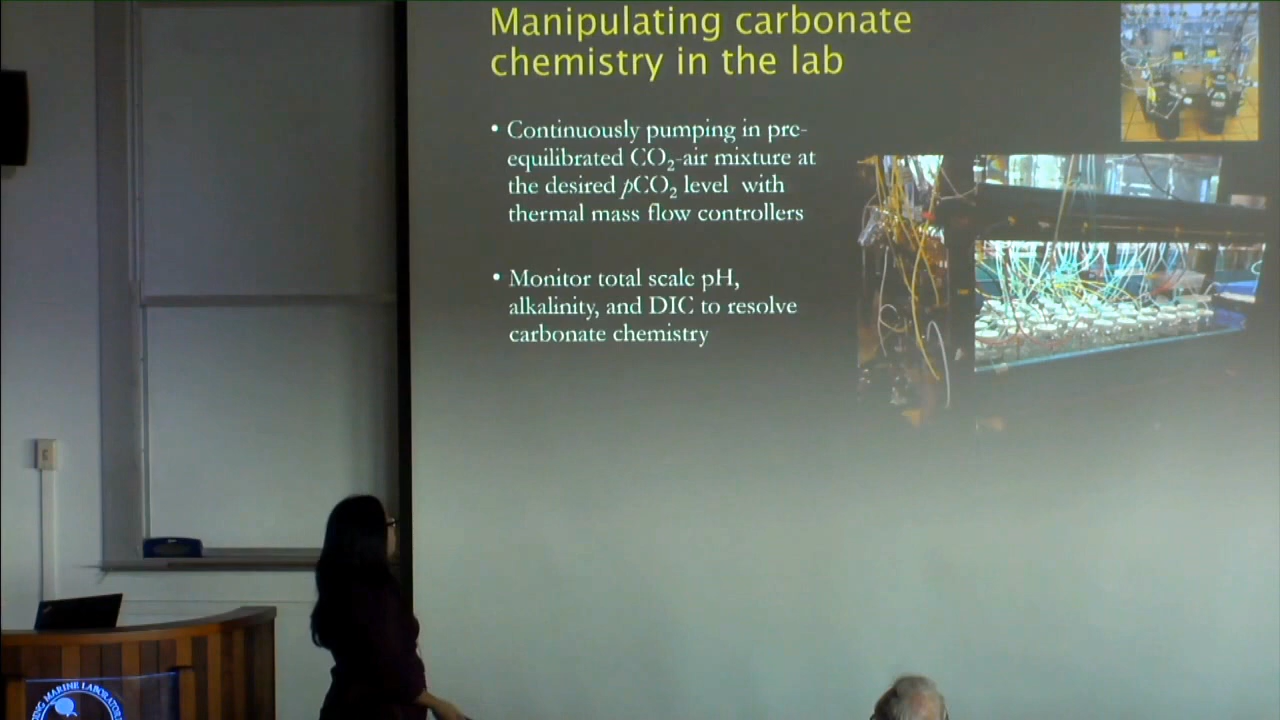 Manipulating carbonate
chemistry in the lab
• Continuously pumping in pre-
equilibrated CO₂-air mixture at
the desired pCO₂ level with
thermal mass flow controllers
• Monitor total scale pH,
alkalinity, and DIC to resolve
carbonate chemistry
MARINE